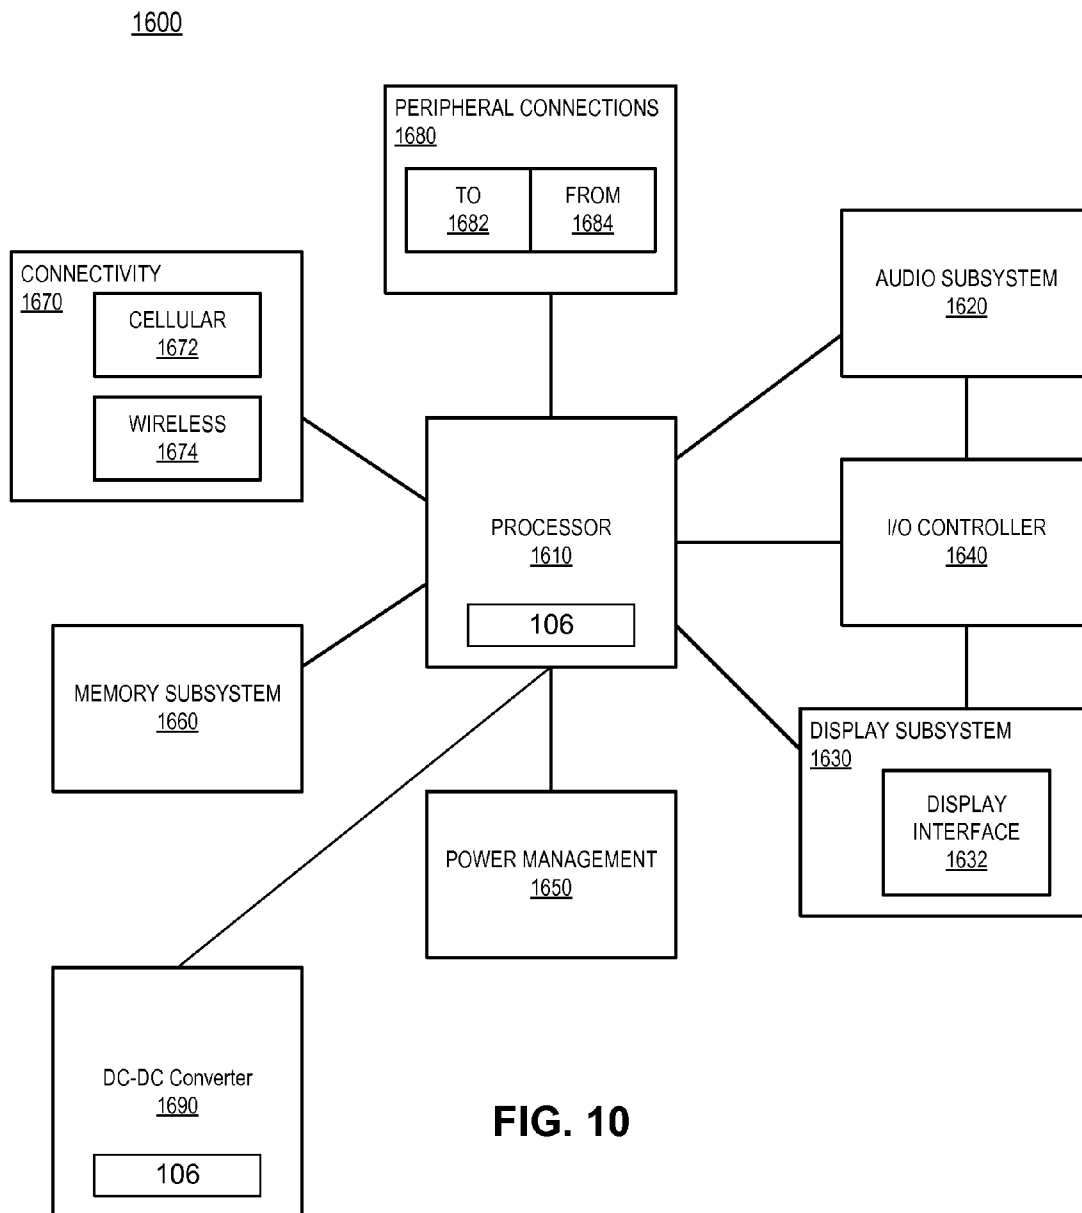 1600
PERIPHERAL CONNECTIONS
1680
TO
1682
FROM
1684
CONNECTIVITY
1670
CELLULAR
1672
WIRELESS
1674
AUDIO SUBSYSTEM
1620
PROCESSOR
1610
106
I/O CONTROLLER
1640
MEMORY SUBSYSTEM
1660
DISPLAY SUBSYSTEM
1630
DISPLAY
INTERFACE
1632
POWER MANAGEMENT
1650
DC-DC Converter
1690
106
FIG. 10